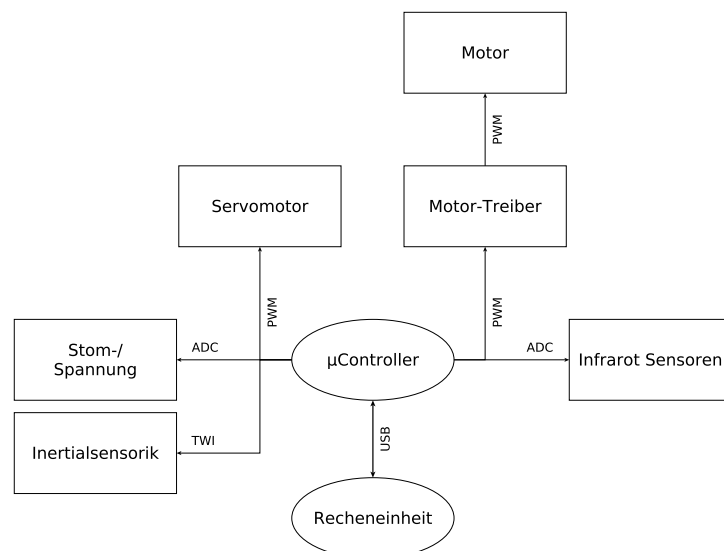 Motor
PWM
Servomotor
Motor-Treiber
PWM
PWM
Stom-/
Spannung
ADC
µController
ADC
Infrarot Sensoren
Inertialsensorik
TWI
USB
Recheneinheit